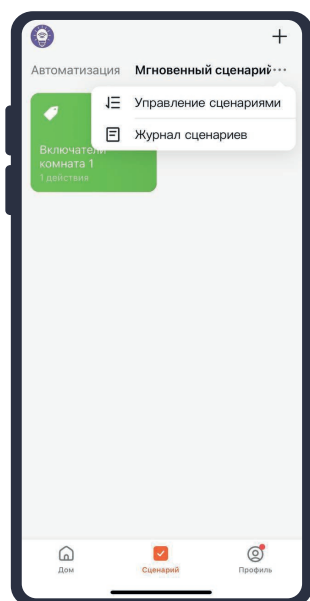 Автоматизация Мгновенный сценарий ...
Управление сценариями
Журнал сценариев
Включатели
комната 1
1 действия
Дом Сценарий Профиль